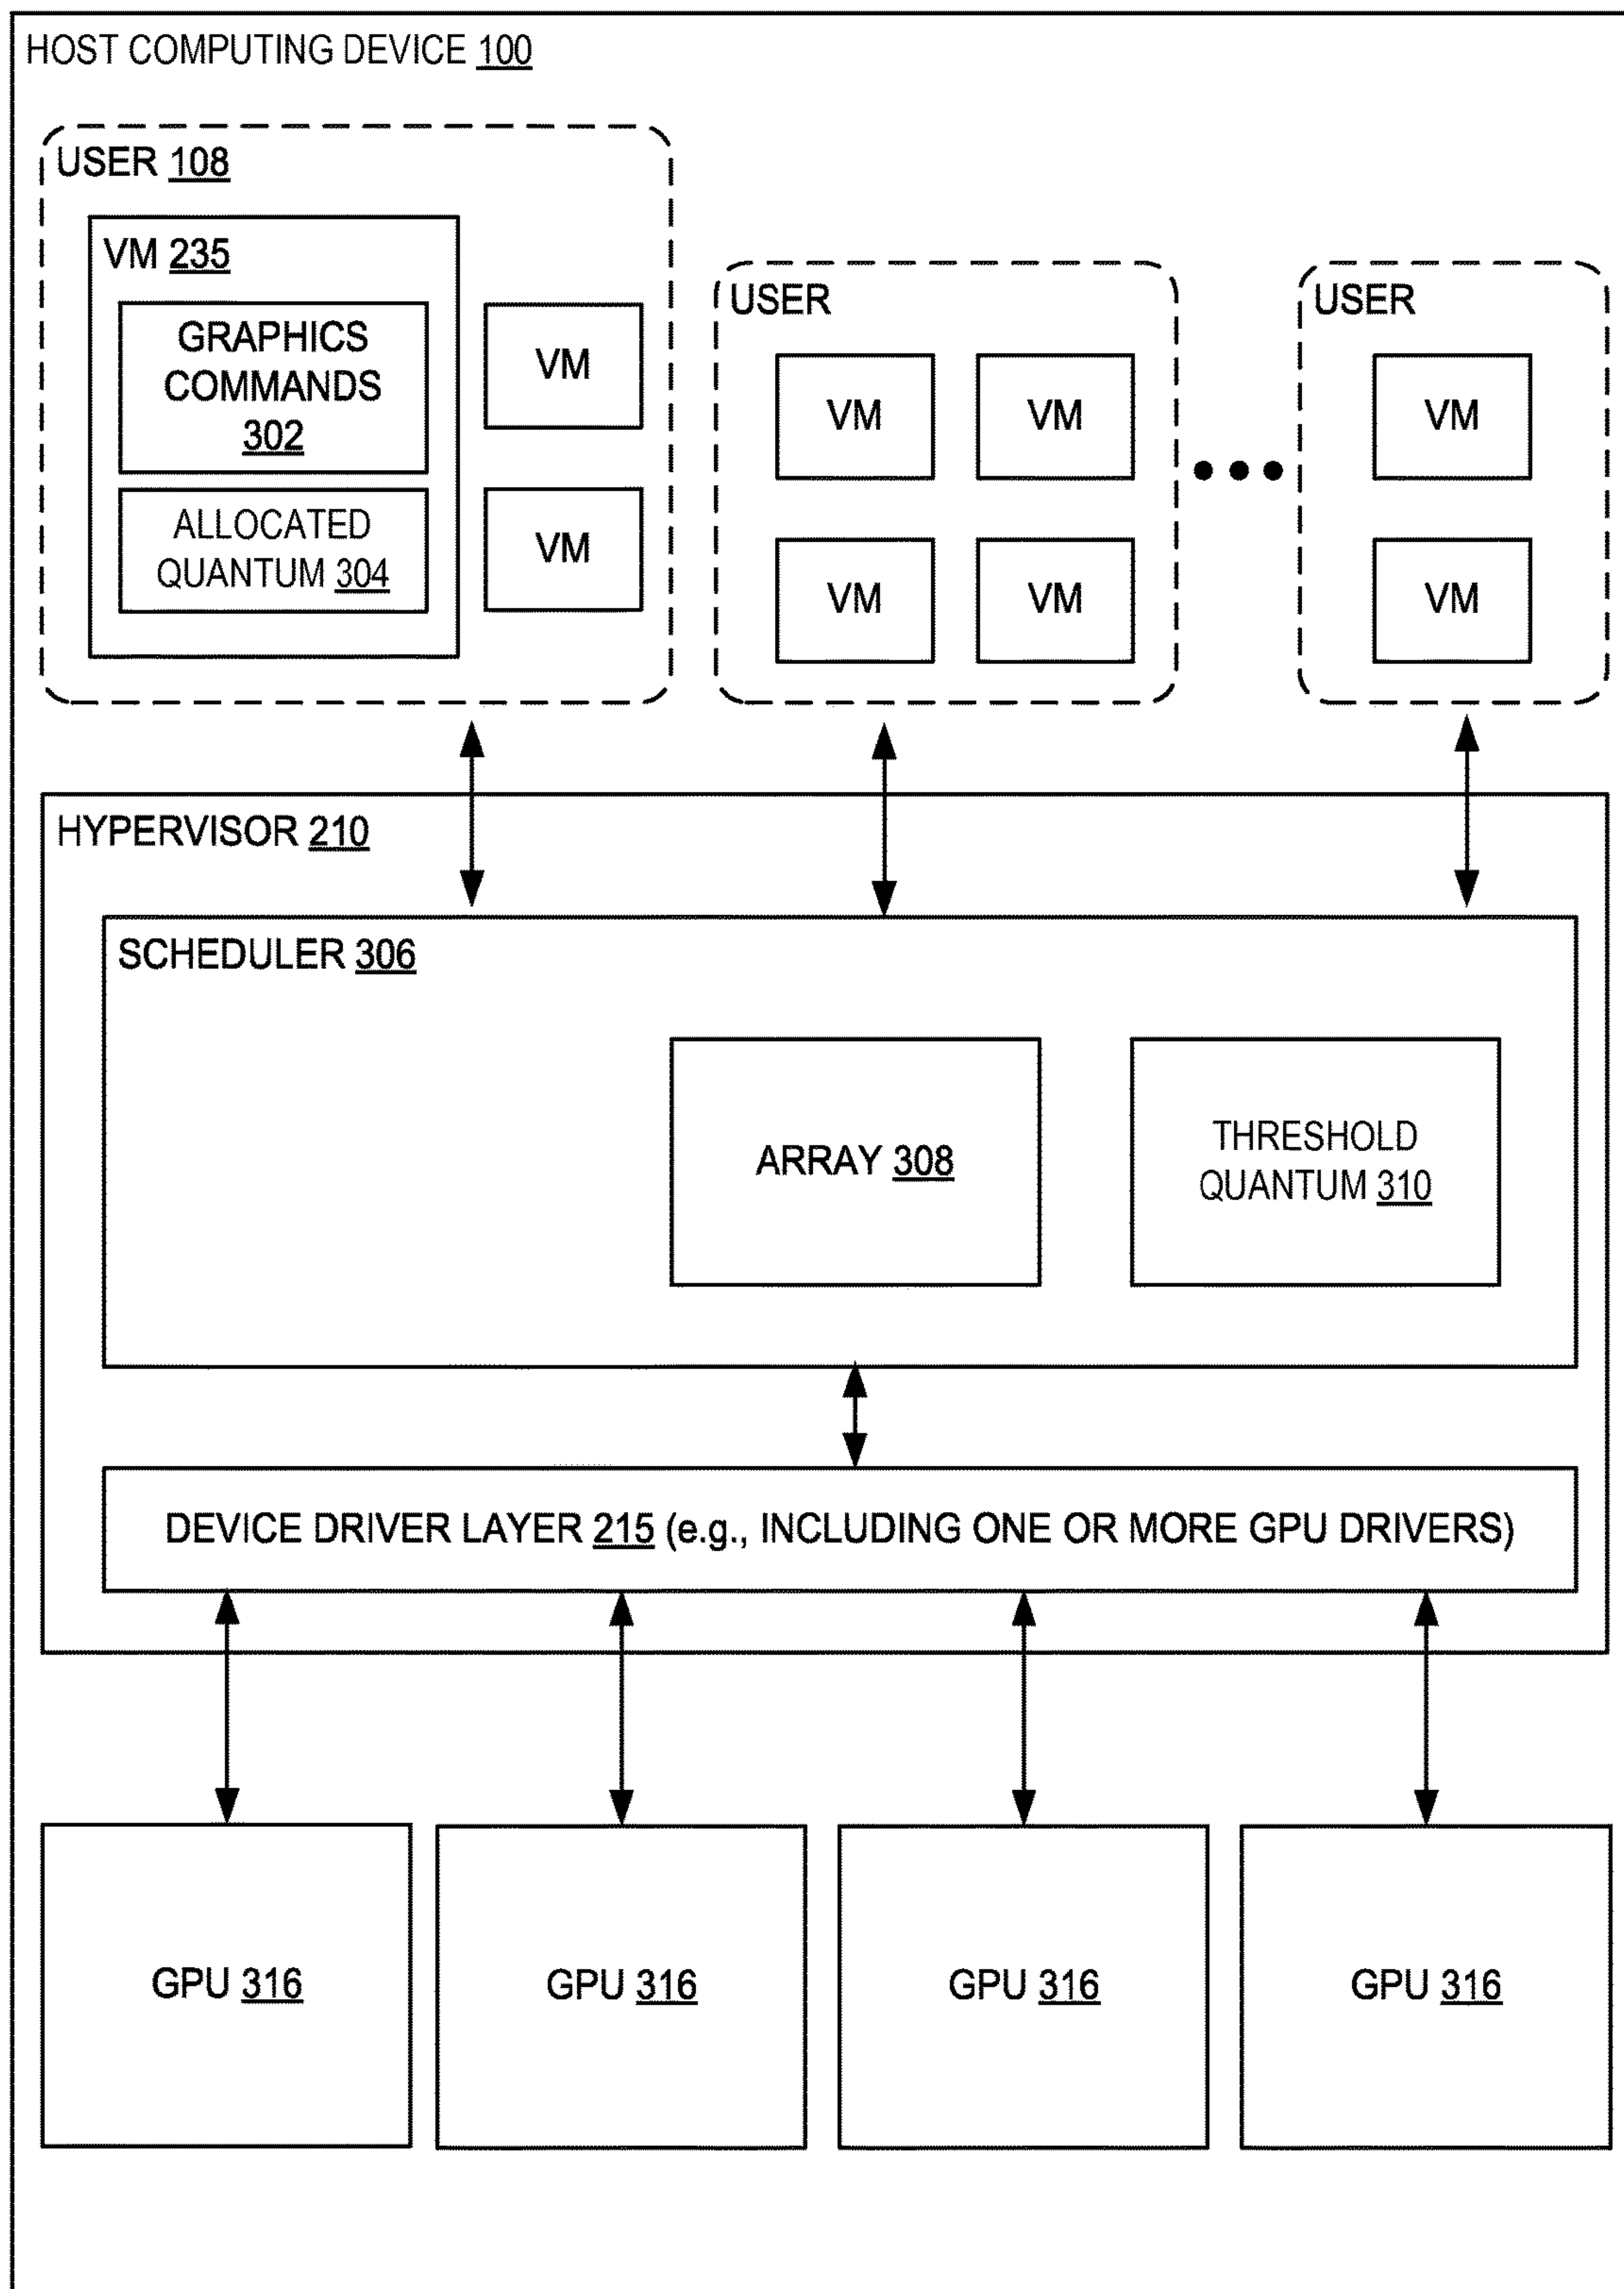 HOST COMPUTING DEVICE 100
USER 108
VM 235
GRAPHICS
COMMANDS
302
ALLOCATED
QUANTUM 304
VM
VM
USER
VM
VM
VM
VM
USER
VM
VM
HYPERVISOR 210
SCHEDULER 306
ARRAY 308
THRESHOLD
QUANTUM 310
DEVICE DRIVER LAYER 215 (e.g., INCLUDING ONE OR MORE GPU DRIVERS)
GPU 316
GPU 316
GPU 316
GPU 316